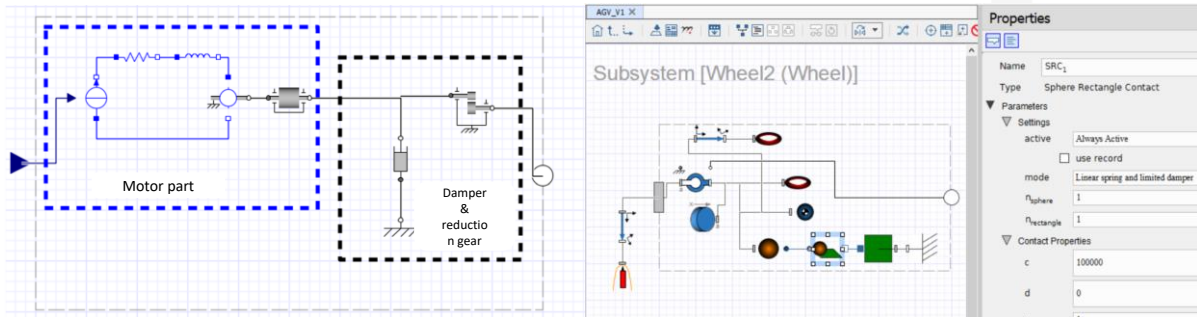 Motor part
Damper
&
reductio
n gear
AGV_V1 ×
t..
Subsystem [Wheel2 (Wheel)]
Properties
Name SRC1
Type Sphere Rectangle Contact
Parameters
Settings
active Always Active
use record
mode Linear spring and limited damper
nsphere 1
nrectangle 1
Contact Properties
c 100000
d 0